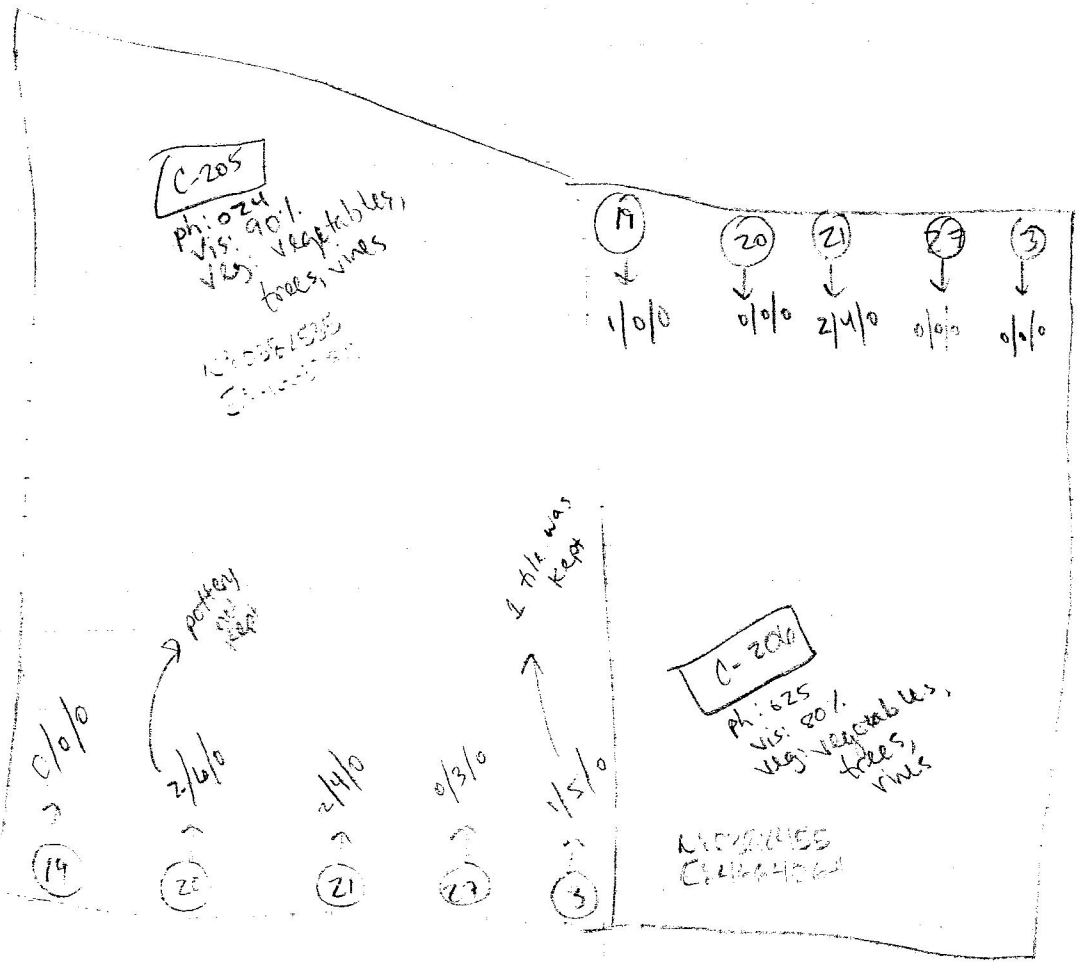 C-205
ph: 024
vis: 90%
veg: vegetables,
trees, vines
19 20 21 27 3
1/0/0 0/0/0 2/4/0 0/0/0 0/0/0
pottery
kept
1 tile was
kept
C-206
ph: 025
vis: 80%
veg: vegetables,
trees,
vines
0/0/0 2/6/0 2/4/0 0/3/0 1/5/0
19 20 21 27 3